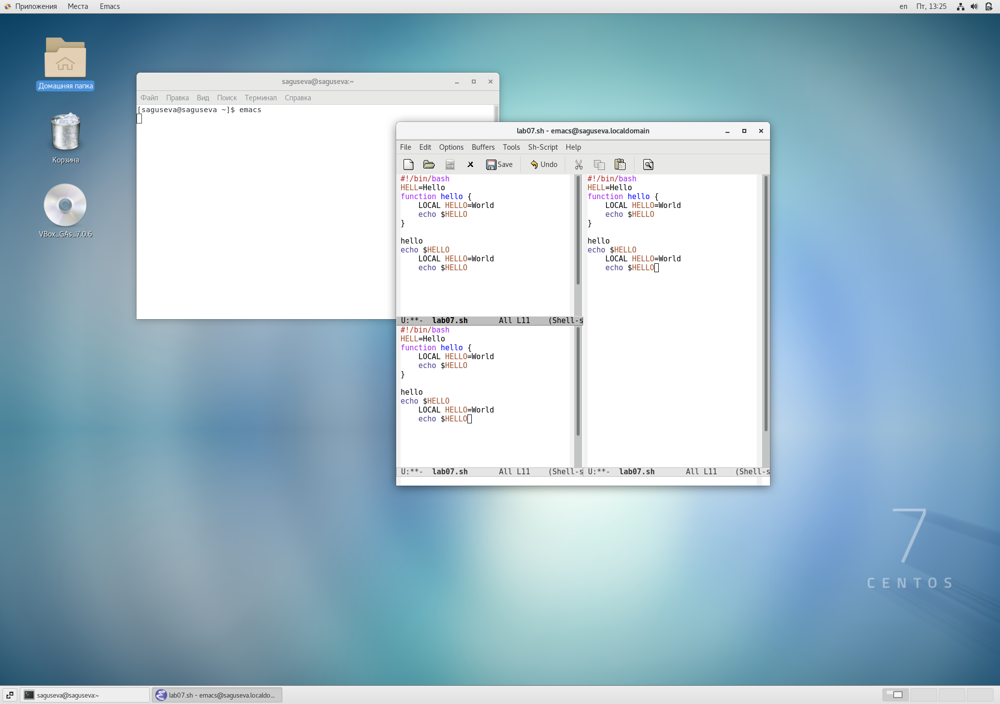 Приложения Места Emacs en Пт, 13:25
Домашняя папка
Корзина
VBox_GAs_7.0.6
saguseva@saguseva:~
Файл Правка Вид Поиск Терминал Справка
[saguseva@saguseva ~]$ emacs
lab07.sh - emacs@saguseva.localdomain
File Edit Options Buffers Tools Sh-Script Help
Save Undo
#!/bin/bash
HELL=Hello
function hello {
    LOCAL HELLO=World
    echo $HELLO
}
hello
echo $HELLO
    LOCAL HELLO=World
    echo $HELLO
U:**-  lab07.sh       All L11    (Shell-s
#!/bin/bash
HELL=Hello
function hello {
    LOCAL HELLO=World
    echo $HELLO
}
hello
echo $HELLO
    LOCAL HELLO=World
    echo $HELLO
U:**-  lab07.sh       All L11    (Shell-s
#!/bin/bash
HELL=Hello
function hello {
    LOCAL HELLO=World
    echo $HELLO
}
hello
echo $HELLO
    LOCAL HELLO=World
    echo $HELLO
U:**-  lab07.sh       All L11    (Shell-s
7
CENTOS
saguseva@saguseva:~ lab07.sh - emacs@saguseva.localdo...